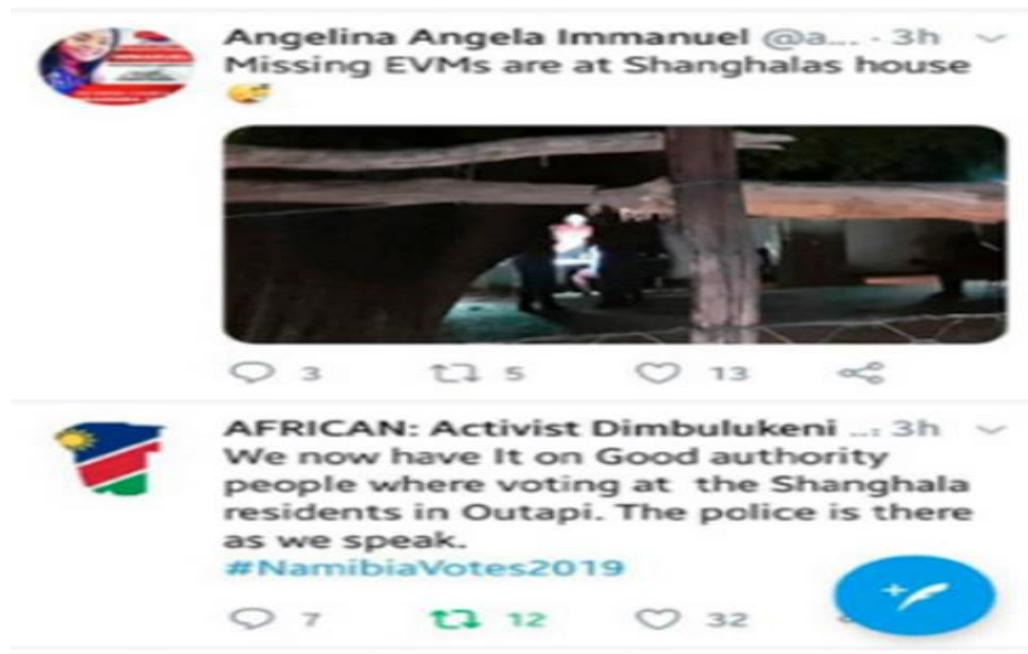 Angelina Angela Immanuel @a... · 3h
Missing EVMs are at Shanghalas house
3 5 13
AFRICAN: Activist Dimbulukeni ...: 3h
We now have It on Good authority
people where voting at the Shanghala
residents in Outapi. The police is there
as we speak.
#NamibiaVotes2019
7 12 32